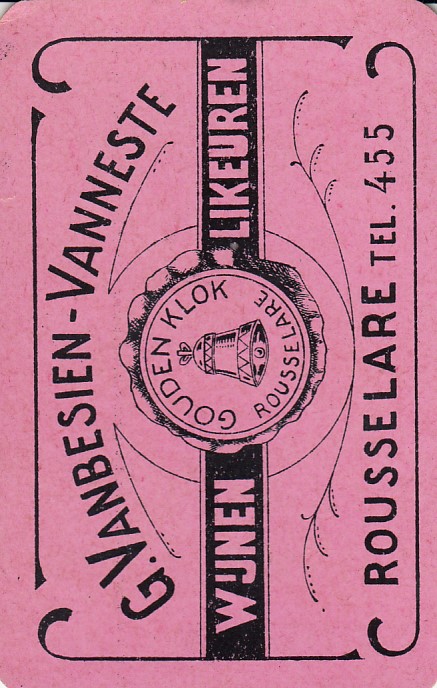 G. VANBESIEN-VANNESTE
WIJNEN LIKEUREN
GOUDEN KLOK
ROUSSELARE
ROUSSELARE TEL. 455